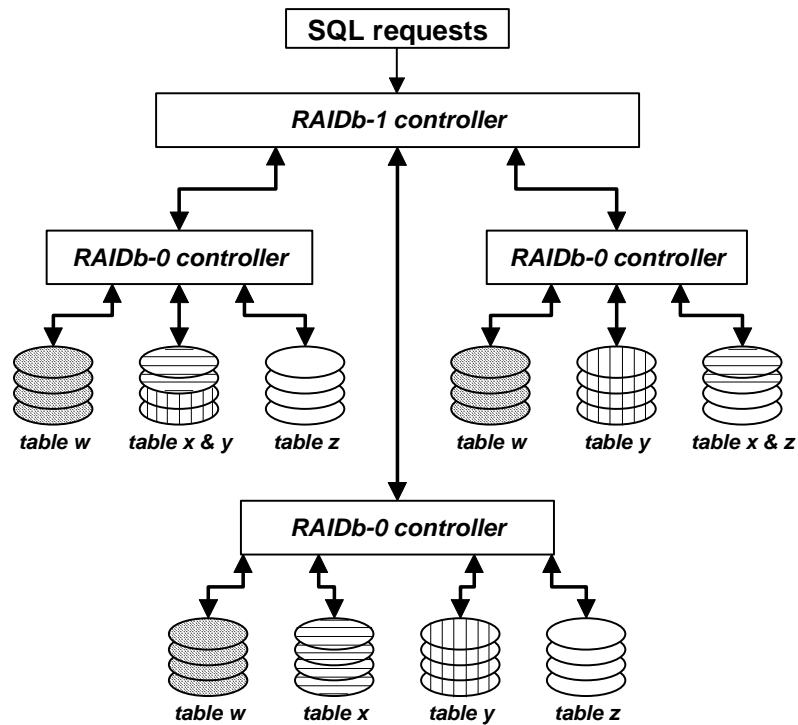 SQL requests
RAIDb-1 controller
RAIDb-0 controller
RAIDb-0 controller
table w
table x & y
table z
table w
table y
table x & z
RAIDb-0 controller
table w
table x
table y
table z